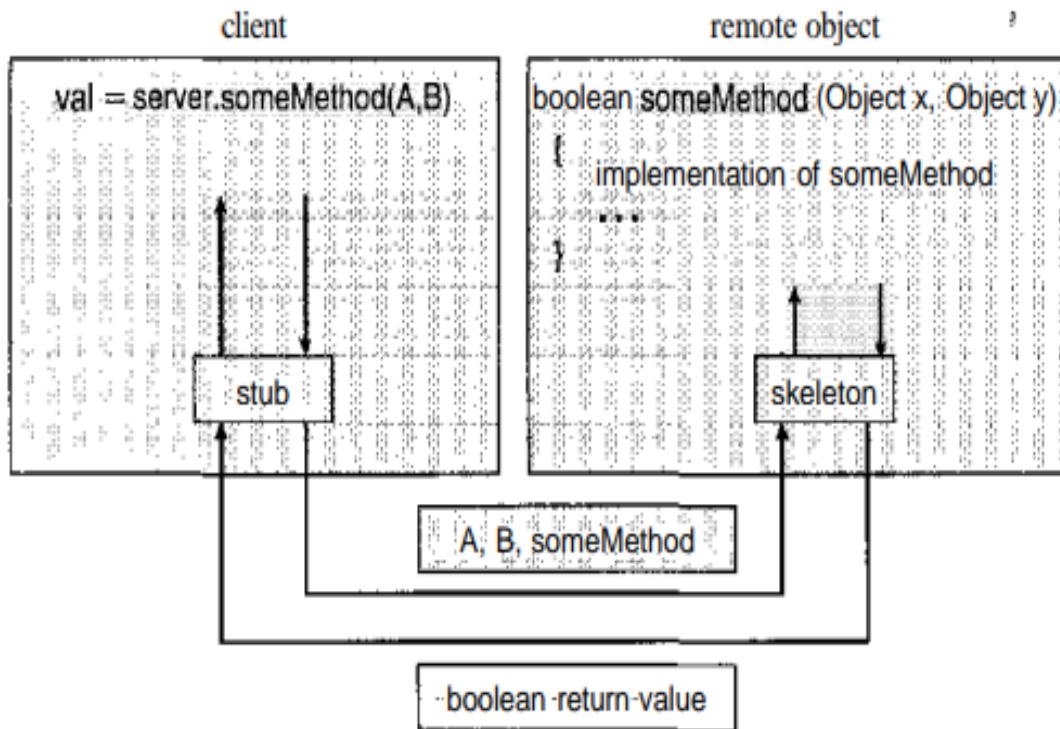 client
remote object
val = server.someMethod(A,B)
boolean someMethod (Object x, Object y)
{
implementation of someMethod
...
}
stub
skeleton
A, B, someMethod
boolean return value